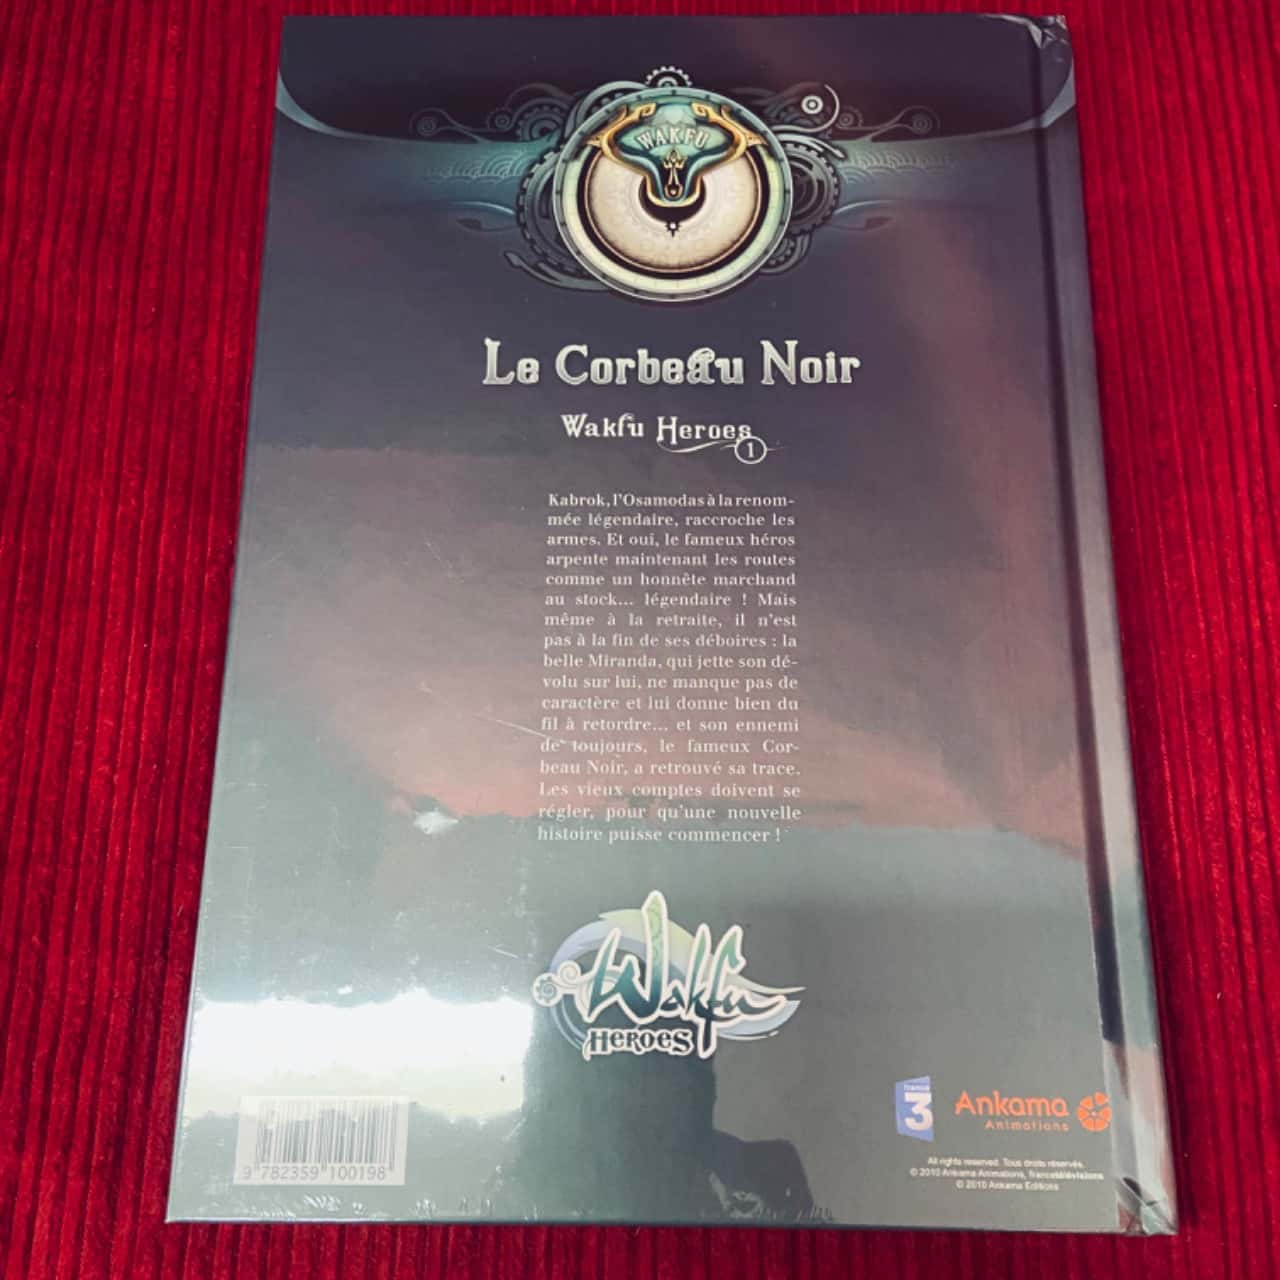 WAKFU
Le Corbeau Noir
Wakfu Heroes
1
Kabrok, l'Osamodas à la renom-
mée légendaire, raccroche les
armes. Et oui, le fameux héros
arpente maintenant les routes
comme un honnête marchand
au stock... légendaire ! Mais
même à la retraite, il n'est
pas à la fin de ses déboires : la
belle Miranda, qui jette son dé-
volu sur lui, ne manque pas de
caractère et lui donne bien du
fil à retordre... et son ennemi
de toujours, le fameux Cor-
beau Noir, a retrouvé sa trace.
Les vieux comptes doivent se
régler, pour qu'une nouvelle
histoire puisse commencer !
Wakfu
HEROES
france
3
Ankama
Animations
9 782359 100198
All rights reserved. Tous droits réservés.
© 2010 Ankama Animations, francetélévisions
© 2010 Ankama Editions